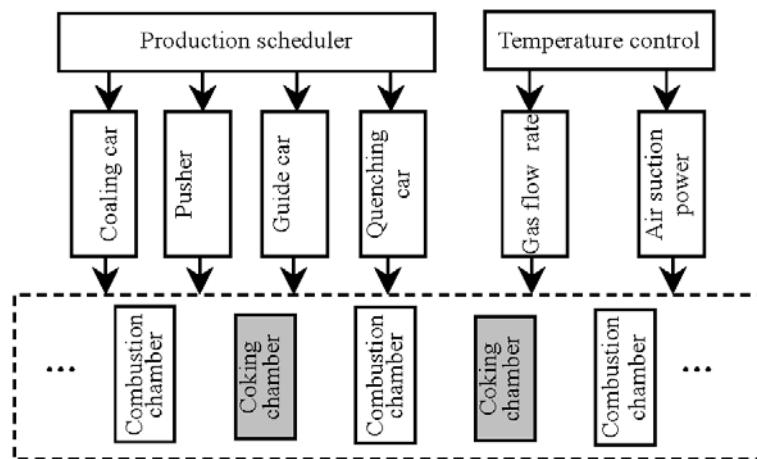 Production scheduler
Temperature control
Coaling car
Pusher
Guide car
Quenching
car
Gas flow rate
Air suction
power
...
Combustion
chamber
Coking
chamber
Combustion
chamber
Coking
chamber
Combustion
chamber
...